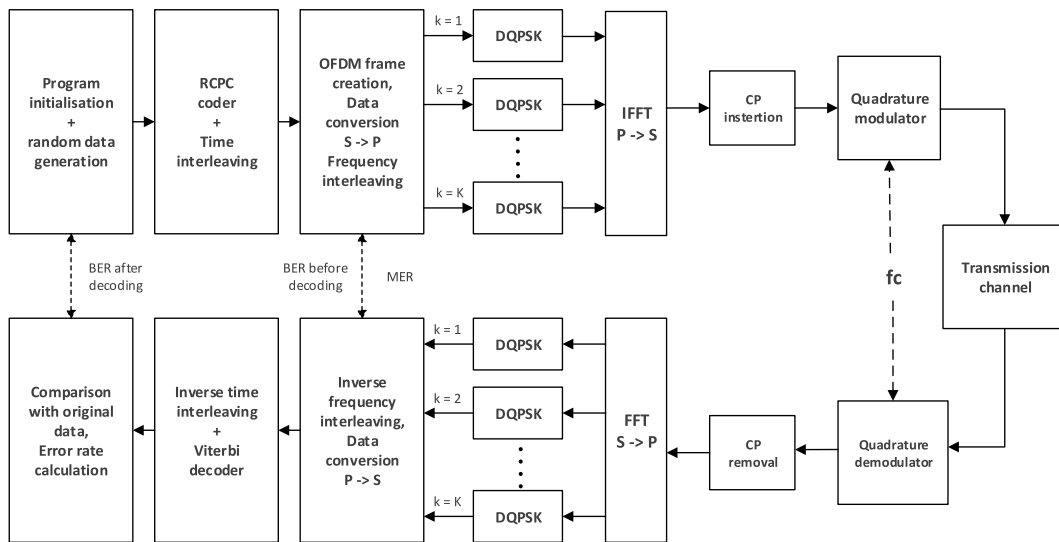 Program
initialisation
+
random data
generation
RCPC
coder
+
Time
interleaving
OFDM frame
creation,
Data
conversion
S -> P
Frequency
interleaving
k = 1
DQPSK
k = 2
DQPSK
k = K
DQPSK
IFFT
P -> S
CP
instertion
Quadrature
modulator
Transmission
channel
fc
BER after
decoding
BER before
decoding
MER
Comparison
with original
data,
Error rate
calculation
Inverse time
interleaving
+
Viterbi
decoder
Inverse
frequency
interleaving,
Data
conversion
P -> S
k = 1
DQPSK
k = 2
DQPSK
k = K
DQPSK
FFT
S -> P
CP
removal
Quadrature
demodulator